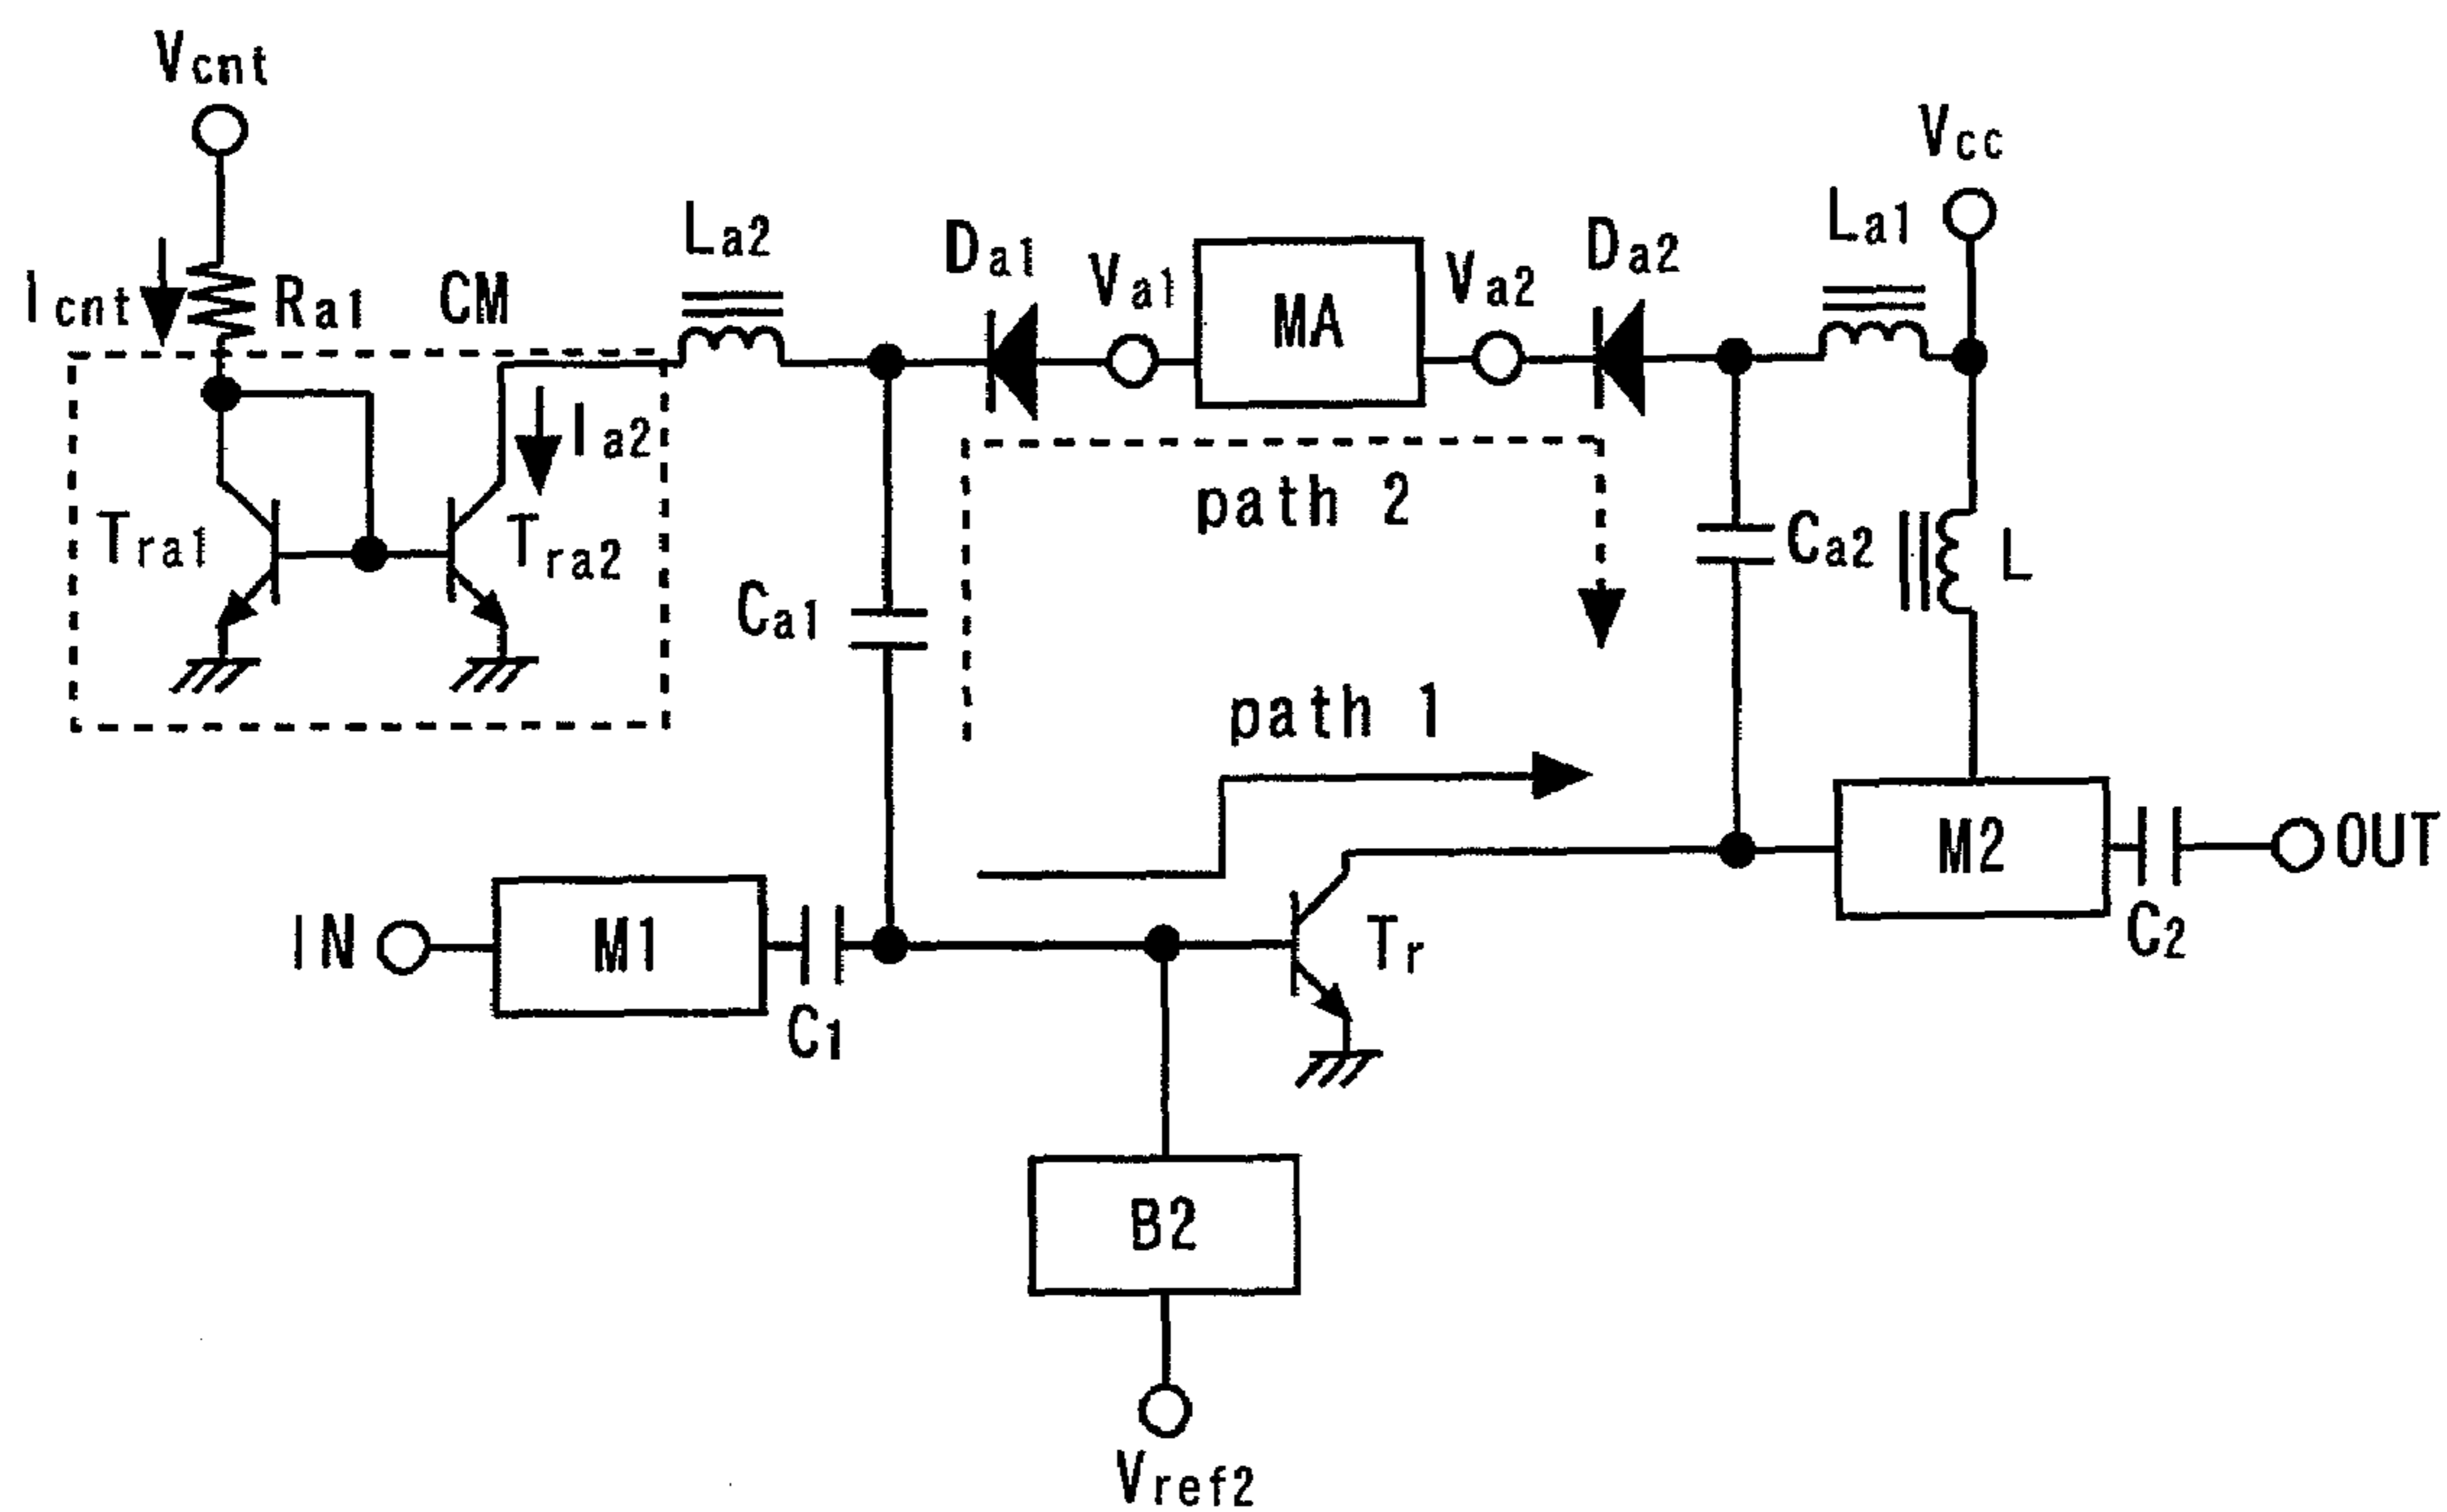 Vcnt
Vcc
La2
Da1
Va1
MA
Va2
Da2
La1
Icnt
Ra1
CM
Ia2
path 2
Tra1
Tra2
Ca1
Ca2
L
path 1
IN
M1
C1
Tr
M2
C2
OUT
B2
Vref2